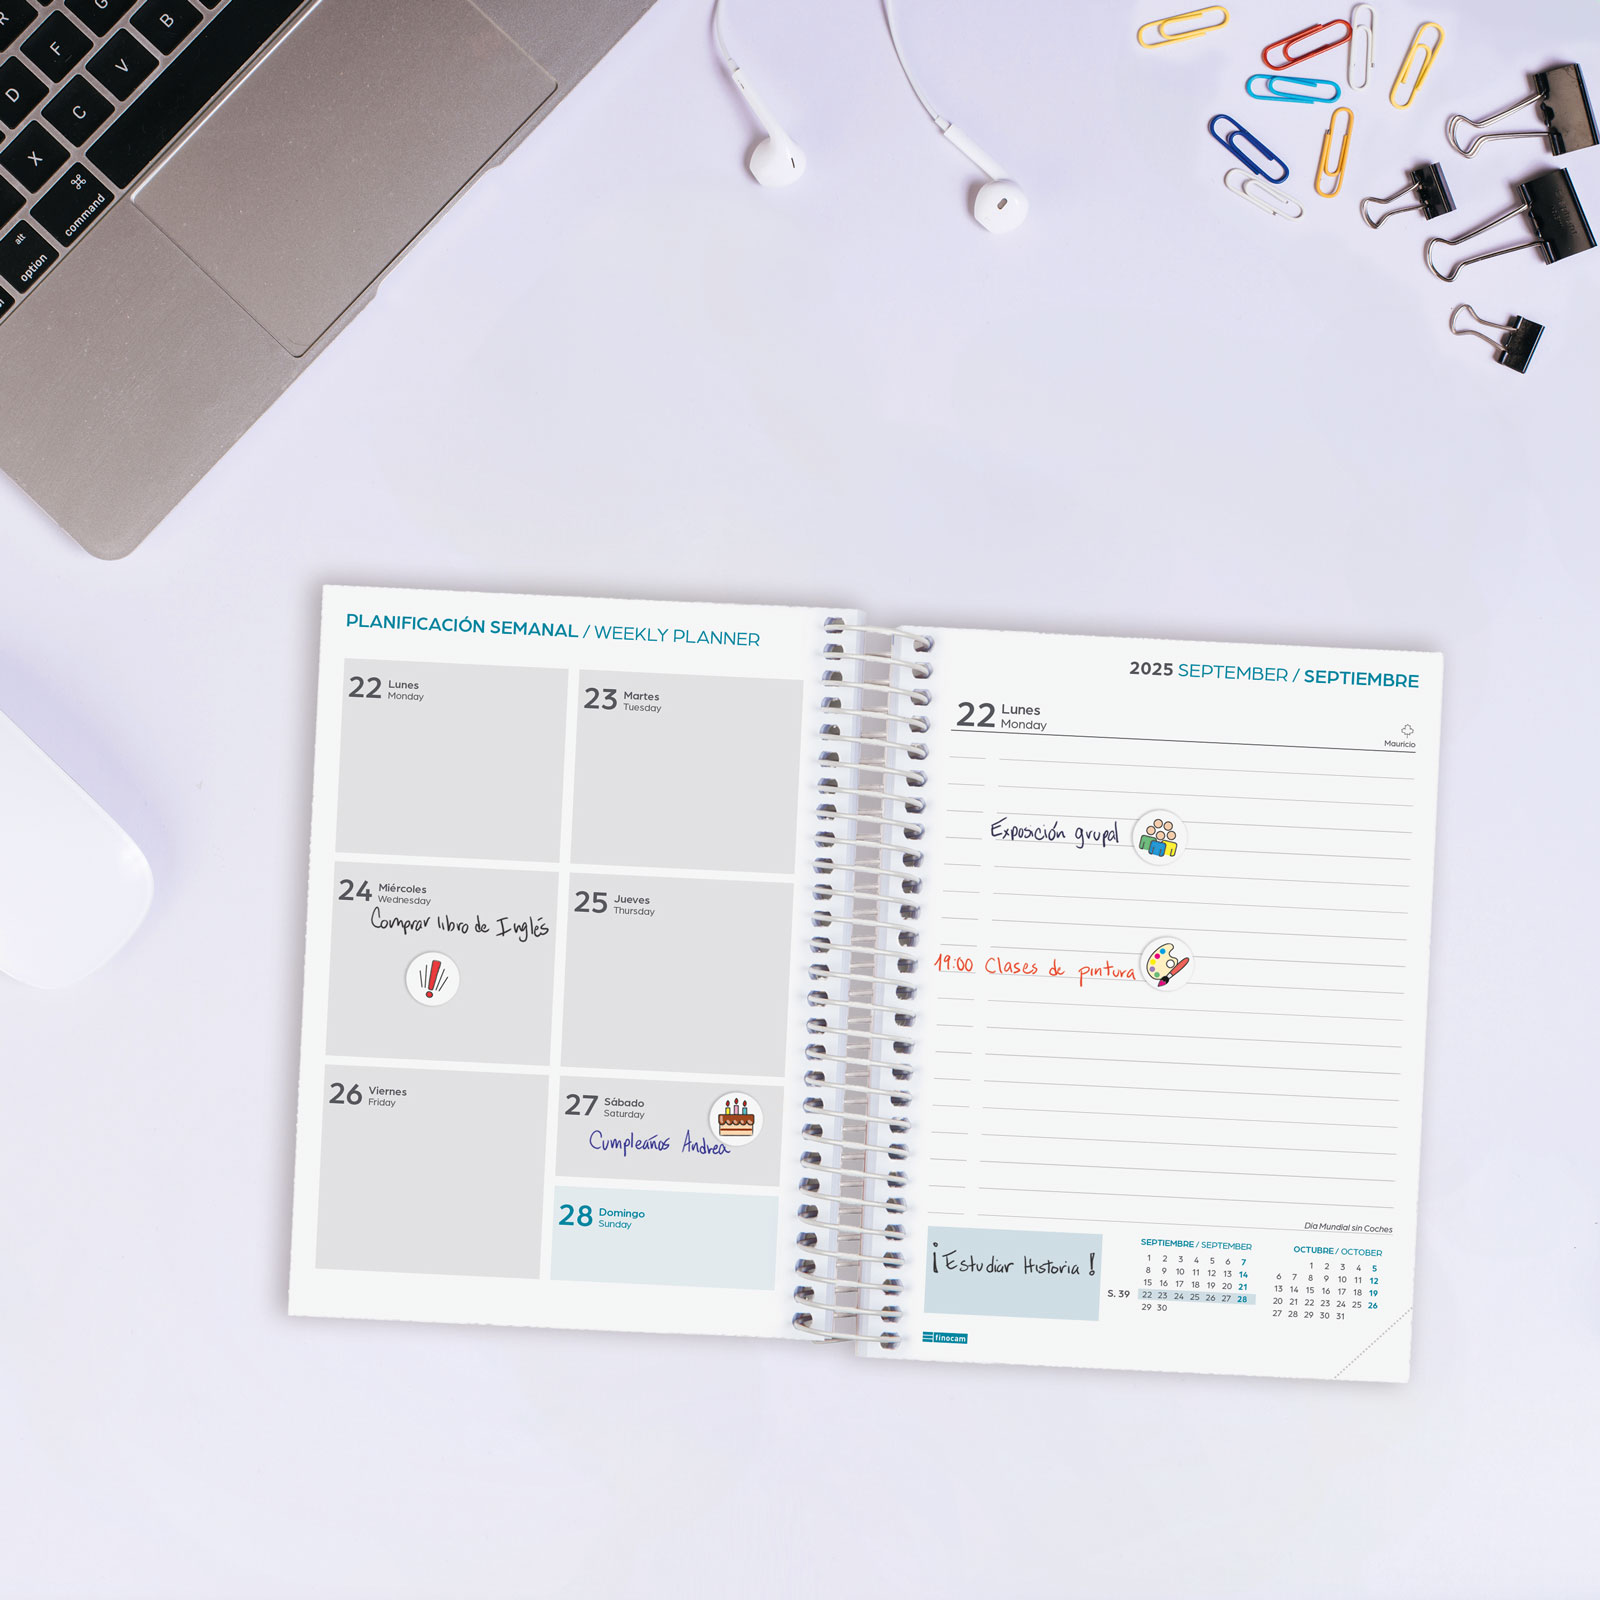 R
F
G
B
D
V
C
X
⌘
command
alt
option
PLANIFICACIÓN SEMANAL / WEEKLY PLANNER
22 Lunes
Monday
23 Martes
Tuesday
24 Miércoles
Wednesday
Comprar libro de Inglés
25 Jueves
Thursday
26 Viernes
Friday
27 Sábado
Saturday
Cumpleaños Andrea
28 Domingo
Sunday
2025 SEPTEMBER / SEPTIEMBRE
22 Lunes
Monday
Mauricio
Exposición grupal
19:00 Clases de pintura
Día Mundial sin Coches
¡Estudiar Historia!
SEPTIEMBRE / SEPTEMBER
1 2 3 4 5 6 7
8 9 10 11 12 13 14
15 16 17 18 19 20 21
S. 39 22 23 24 25 26 27 28
29 30
OCTUBRE / OCTOBER
1 2 3 4 5
6 7 8 9 10 11 12
13 14 15 16 17 18 19
20 21 22 23 24 25 26
27 28 29 30 31
finocam